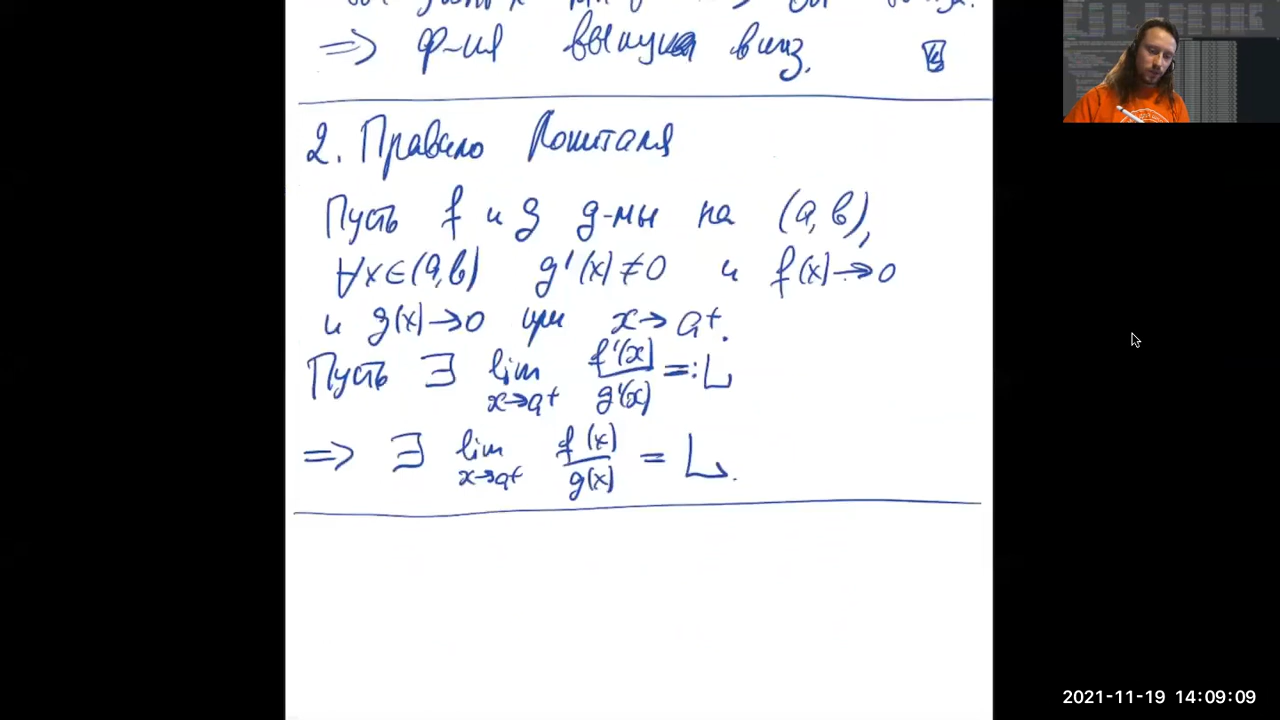 ⇒ ф-ия выпукла вниз.
2. Правило Лопиталя
Пусть f и g д-мы на (a, b),
∀x∈(a,b) g'(x)≠0 и f(x)→0
и g(x)→0 при x→a+.
Пусть ∃ lim x→a+ f'(x)/g'(x) =: L
⇒ ∃ lim x→a+ f(x)/g(x) = L.
2021-11-19 14:09:09